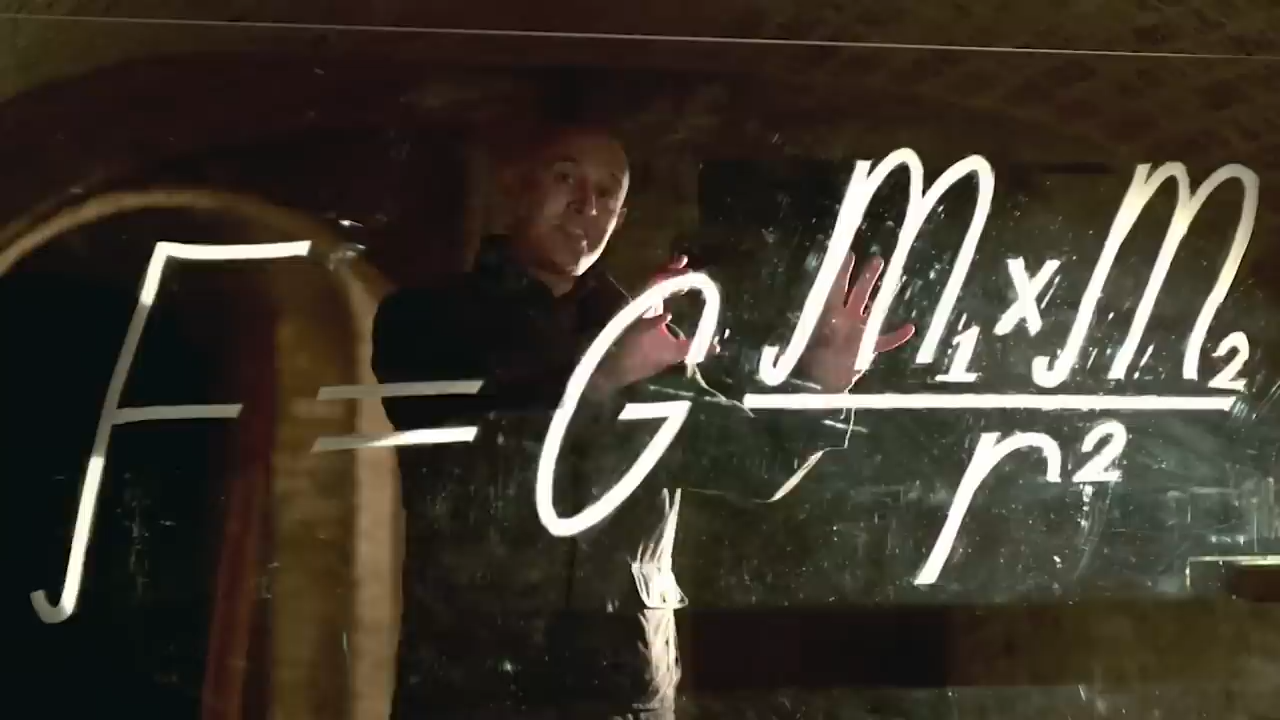 F = G m₁ x m₂ / r²